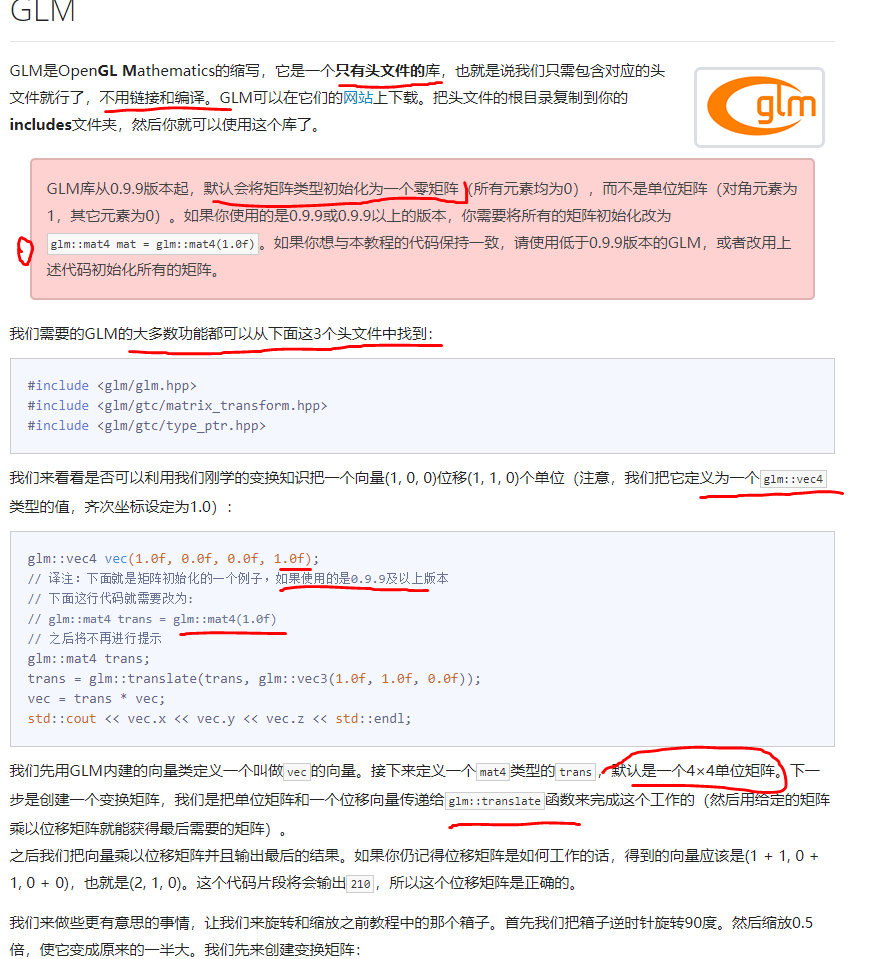 GLM
GLM是OpenGL Mathematics的缩写，它是一个只有头文件的库，也就是说我们只需包含对应的头
文件就行了，不用链接和编译。GLM可以在它们的网站上下载。把头文件的根目录复制到你的
includes文件夹，然后你就可以使用这个库了。
glm
GLM库从0.9.9版本起，默认会将矩阵类型初始化为一个零矩阵（所有元素均为0），而不是单位矩阵（对角元素为
1，其它元素为0）。如果你使用的是0.9.9或0.9.9以上的版本，你需要将所有的矩阵初始化改为
glm::mat4 mat = glm::mat4(1.0f)。如果你想与本教程的代码保持一致，请使用低于0.9.9版本的GLM，或者改用上
述代码初始化所有的矩阵。
我们需要的GLM的大多数功能都可以从下面这3个头文件中找到：
#include <glm/glm.hpp>
#include <glm/gtc/matrix_transform.hpp>
#include <glm/gtc/type_ptr.hpp>
我们来看看是否可以利用我们刚学的变换知识把一个向量(1, 0, 0)位移(1, 1, 0)个单位（注意，我们把它定义为一个glm::vec4
类型的值，齐次坐标设定为1.0）：
glm::vec4 vec(1.0f, 0.0f, 0.0f, 1.0f);
// 译注：下面就是矩阵初始化的一个例子，如果使用的是0.9.9及以上版本
// 下面这行代码就需要改为:
// glm::mat4 trans = glm::mat4(1.0f)
// 之后将不再进行提示
glm::mat4 trans;
trans = glm::translate(trans, glm::vec3(1.0f, 1.0f, 0.0f));
vec = trans * vec;
std::cout << vec.x << vec.y << vec.z << std::endl;
我们先用GLM内建的向量类定义一个叫做vec的向量。接下来定义一个mat4类型的trans，默认是一个4×4单位矩阵。下一
步是创建一个变换矩阵，我们是把单位矩阵和一个位移向量传递给glm::translate函数来完成这个工作的（然后用给定的矩阵
乘以位移矩阵就能获得最后需要的矩阵）。
之后我们把向量乘以位移矩阵并且输出最后的结果。如果你仍记得位移矩阵是如何工作的话，得到的向量应该是(1 + 1, 0 +
1, 0 + 0)，也就是(2, 1, 0)。这个代码片段将会输出210，所以这个位移矩阵是正确的。
我们来做些更有意思的事情，让我们来旋转和缩放之前教程中的那个箱子。首先我们把箱子逆时针旋转90度。然后缩放0.5
倍，使它变成原来的一半大。我们先来创建变换矩阵：